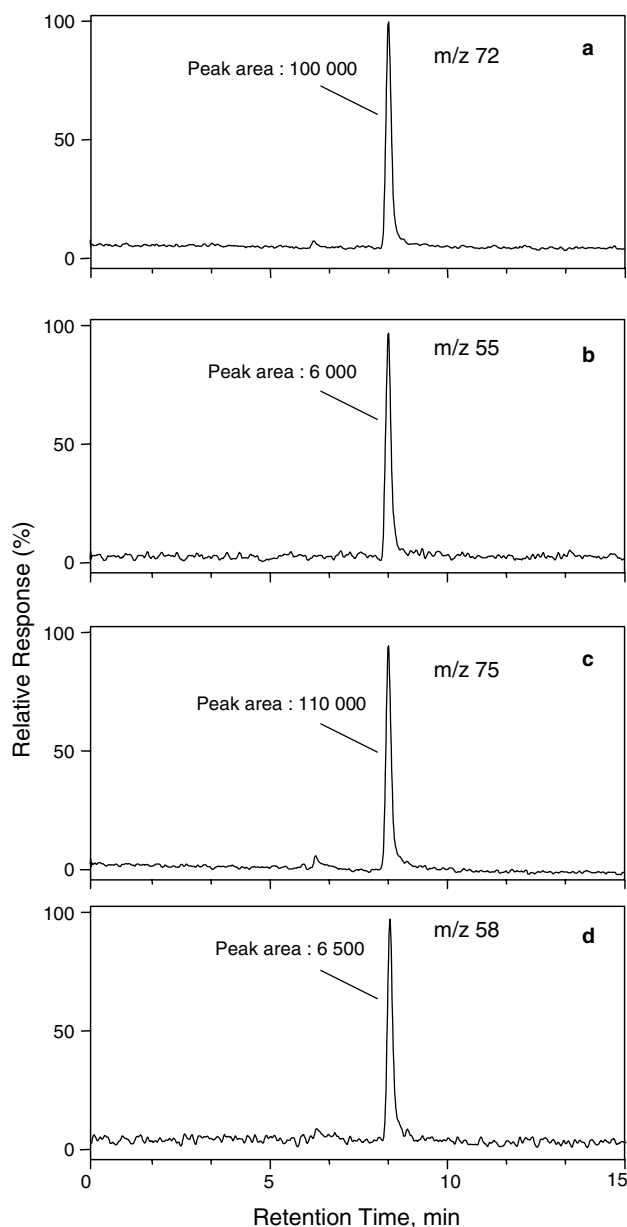 100
50
0
Peak area : 100 000
m/z 72
a
100
50
0
Peak area : 6 000
m/z 55
b
100
50
0
Peak area : 110 000
m/z 75
c
100
50
0
Peak area : 6 500
m/z 58
d
0
5
10
15
Relative Response (%)
Retention Time, min